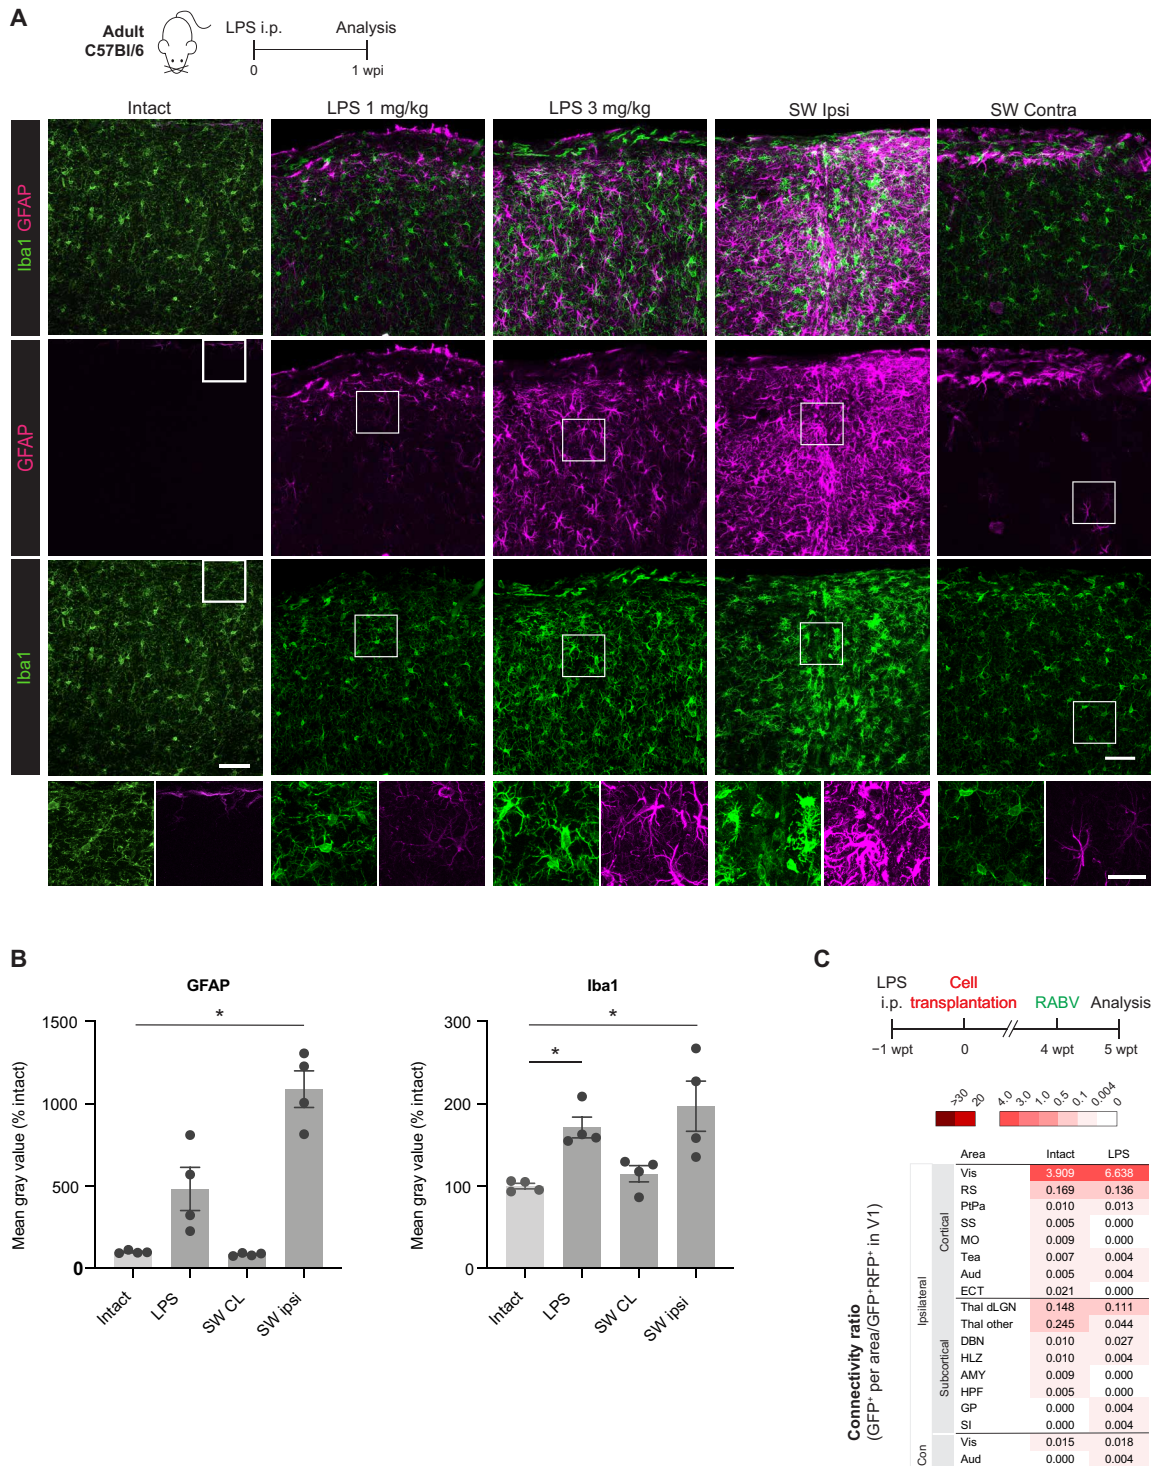 A
Adult
C57Bl/6
LPS i.p.
Analysis
0
1 wpi
Intact
LPS 1 mg/kg
LPS 3 mg/kg
SW Ipsi
SW Contra
Iba1 GFAP
GFAP
Iba1
B
GFAP
Mean gray value (% intact)
1500
1000
500
0
*
Intact
LPS
SW CL
SW ipsi
Iba1
Mean gray value (% intact)
300
200
100
0
*
*
Intact
LPS
SW CL
SW ipsi
C
LPS
i.p.
Cell
transplantation
RABV
Analysis
−1 wpt
0
4 wpt
5 wpt
>30
20
4.0
3.0
1.0
0.5
0.1
0.004
0
Connectivity ratio
(GFP+ per area/GFP+RFP+ in V1)
Ipsilateral
Con
Cortical
Subcortical
Area Intact LPS
Vis 3.909 6.638
RS 0.169 0.136
PtPa 0.010 0.013
SS 0.005 0.000
MO 0.009 0.000
Tea 0.007 0.004
Aud 0.005 0.004
ECT 0.021 0.000
Thal dLGN 0.148 0.111
Thal other 0.245 0.044
DBN 0.010 0.027
HLZ 0.010 0.004
AMY 0.009 0.000
HPF 0.005 0.000
GP 0.000 0.004
SI 0.000 0.004
Vis 0.015 0.018
Aud 0.000 0.004